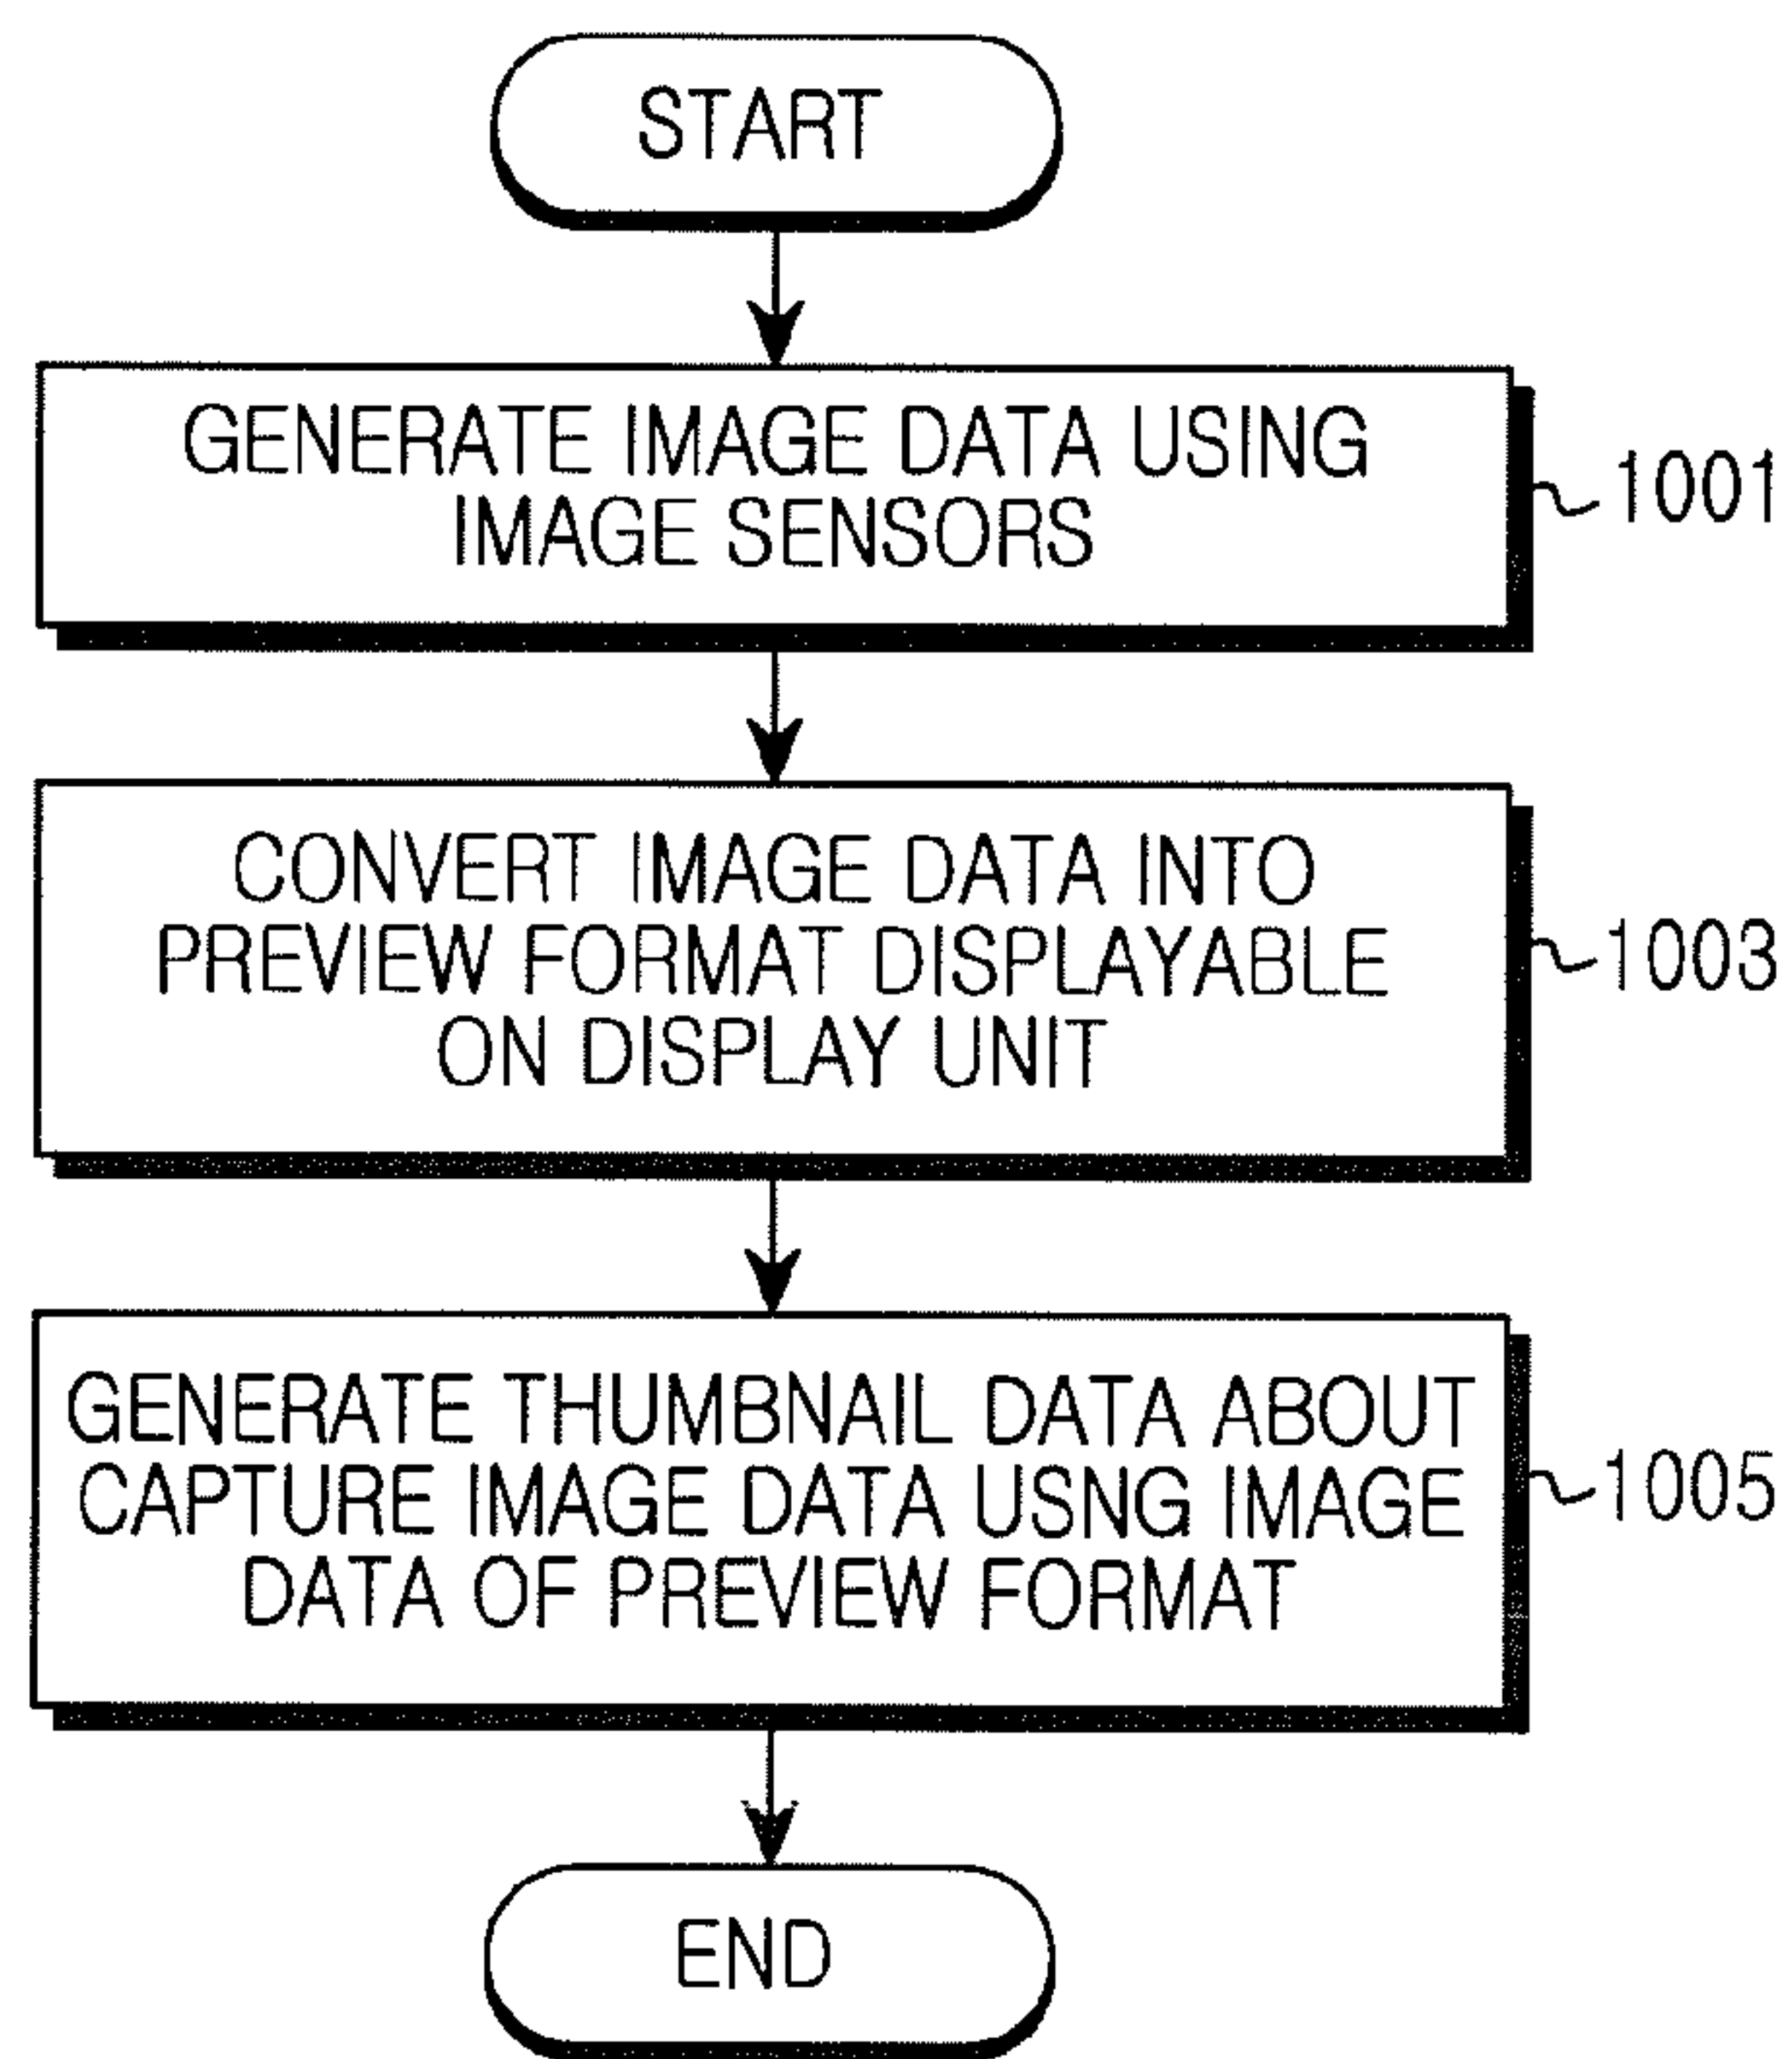 START
GENERATE IMAGE DATA USING
IMAGE SENSORS
1001
CONVERT IMAGE DATA INTO
PREVIEW FORMAT DISPLAYABLE
ON DISPLAY UNIT
1003
GENERATE THUMBNAIL DATA ABOUT
CAPTURE IMAGE DATA USNG IMAGE
DATA OF PREVIEW FORMAT
1005
END